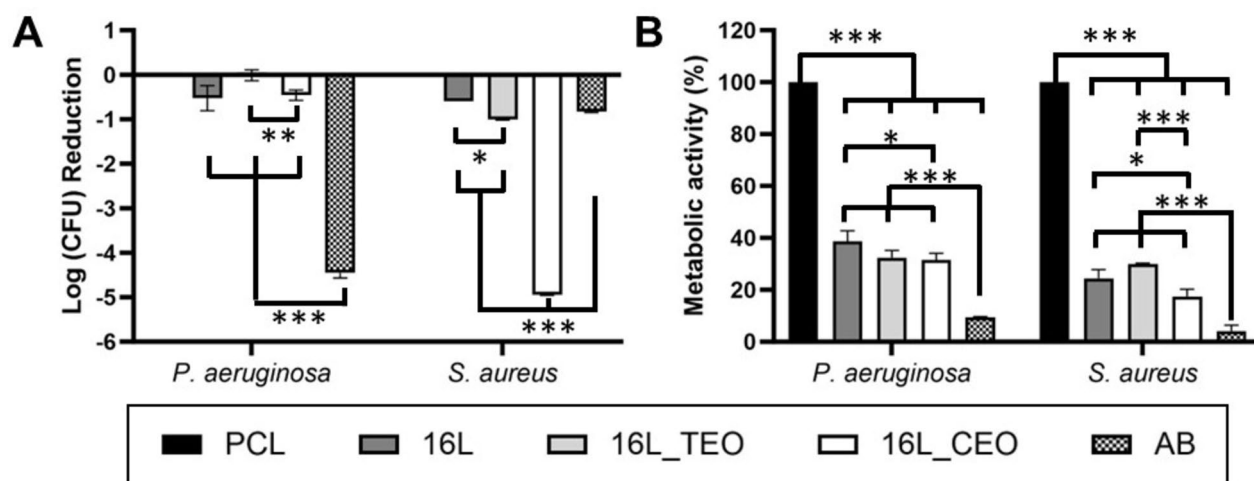 A
Log (CFU) Reduction
1
0
-1
-2
-3
-4
-5
-6
**
*
***
***
P. aeruginosa
S. aureus
B
Metabolic activity (%)
120
100
80
60
40
20
0
***
***
*
***
***
*
***
P. aeruginosa
S. aureus
PCL
16L
16L_TEO
16L_CEO
AB